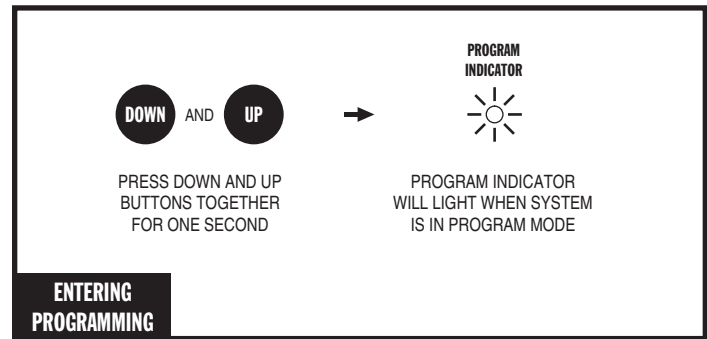 PROGRAM
INDICATOR
DOWN AND UP
PRESS DOWN AND UP
BUTTONS TOGETHER
FOR ONE SECOND
PROGRAM INDICATOR
WILL LIGHT WHEN SYSTEM
IS IN PROGRAM MODE
ENTERING
PROGRAMMING